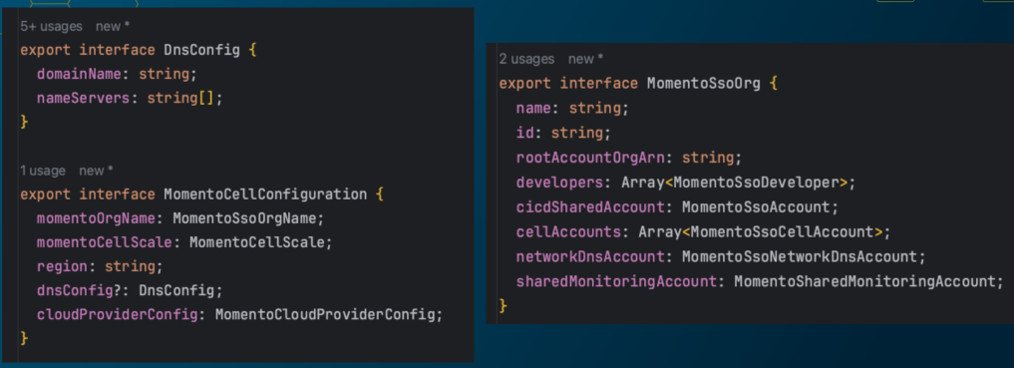 5+ usages new *
export interface DnsConfig {
domainName: string;
nameServers: string[];
}
1 usage new *
export interface MomentoCellConfiguration {
momentoOrgName: MomentoSsoOrgName;
momentoCellScale: MomentoCellScale;
region: string;
dnsConfig?: DnsConfig;
cloudProviderConfig: MomentoCloudProviderConfig;
}
2 usages new *
export interface MomentoSsoOrg {
name: string;
id: string;
rootAccountOrgArn: string;
developers: Array<MomentoSsoDeveloper>;
cicdSharedAccount: MomentoSsoAccount;
cellAccounts: Array<MomentoSsoCellAccount>;
networkDnsAccount: MomentoSsoNetworkDnsAccount;
sharedMonitoringAccount: MomentoSharedMonitoringAccount;
}